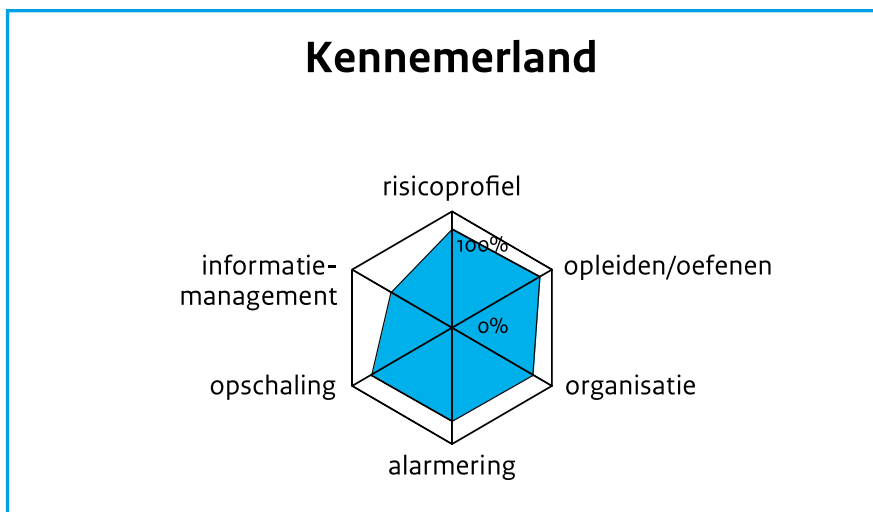 Kennemerland
risicoprofiel
100%
informatie-
management
opleiden/oefenen
0%
opschaling
organisatie
alarmering